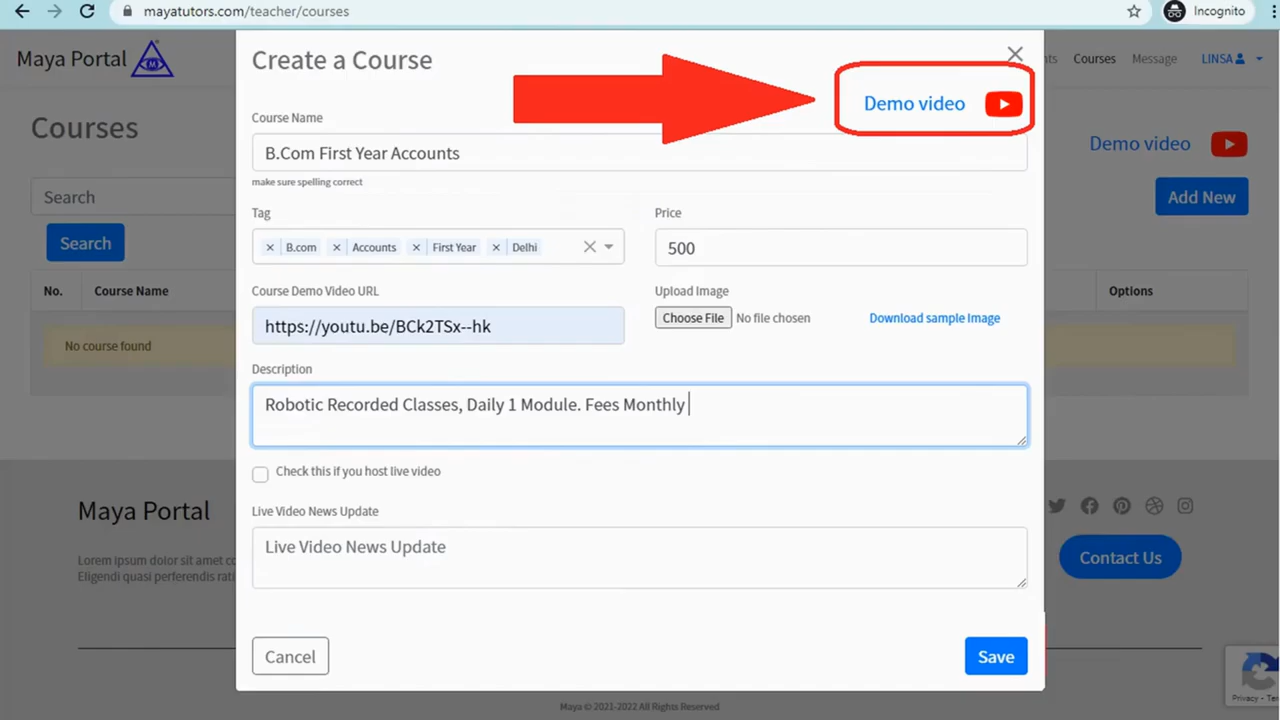 mayatutors.com/teacher/courses
Incognito
Maya Portal
Courses Message LINSA
Create a Course
Demo video
Courses
Course Name
B.Com First Year Accounts
make sure spelling correct
Demo video
Search
Add New
Search
Tag
Price
× B.com × Accounts × First Year × Delhi
500
No. Course Name
Options
Course Demo Video URL
Upload Image
https://youtu.be/BCk2TSx--hk
Choose File No file chosen
Download sample Image
No course found
Description
Robotic Recorded Classes, Daily 1 Module. Fees Monthly
Check this if you host live video
Maya Portal
Live Video News Update
Live Video News Update
Lorem ipsum dolor sit amet
Eligendi quasi perferendis
Contact Us
Cancel
Save
Privacy
Maya © 2021-2022 All Rights Reserved